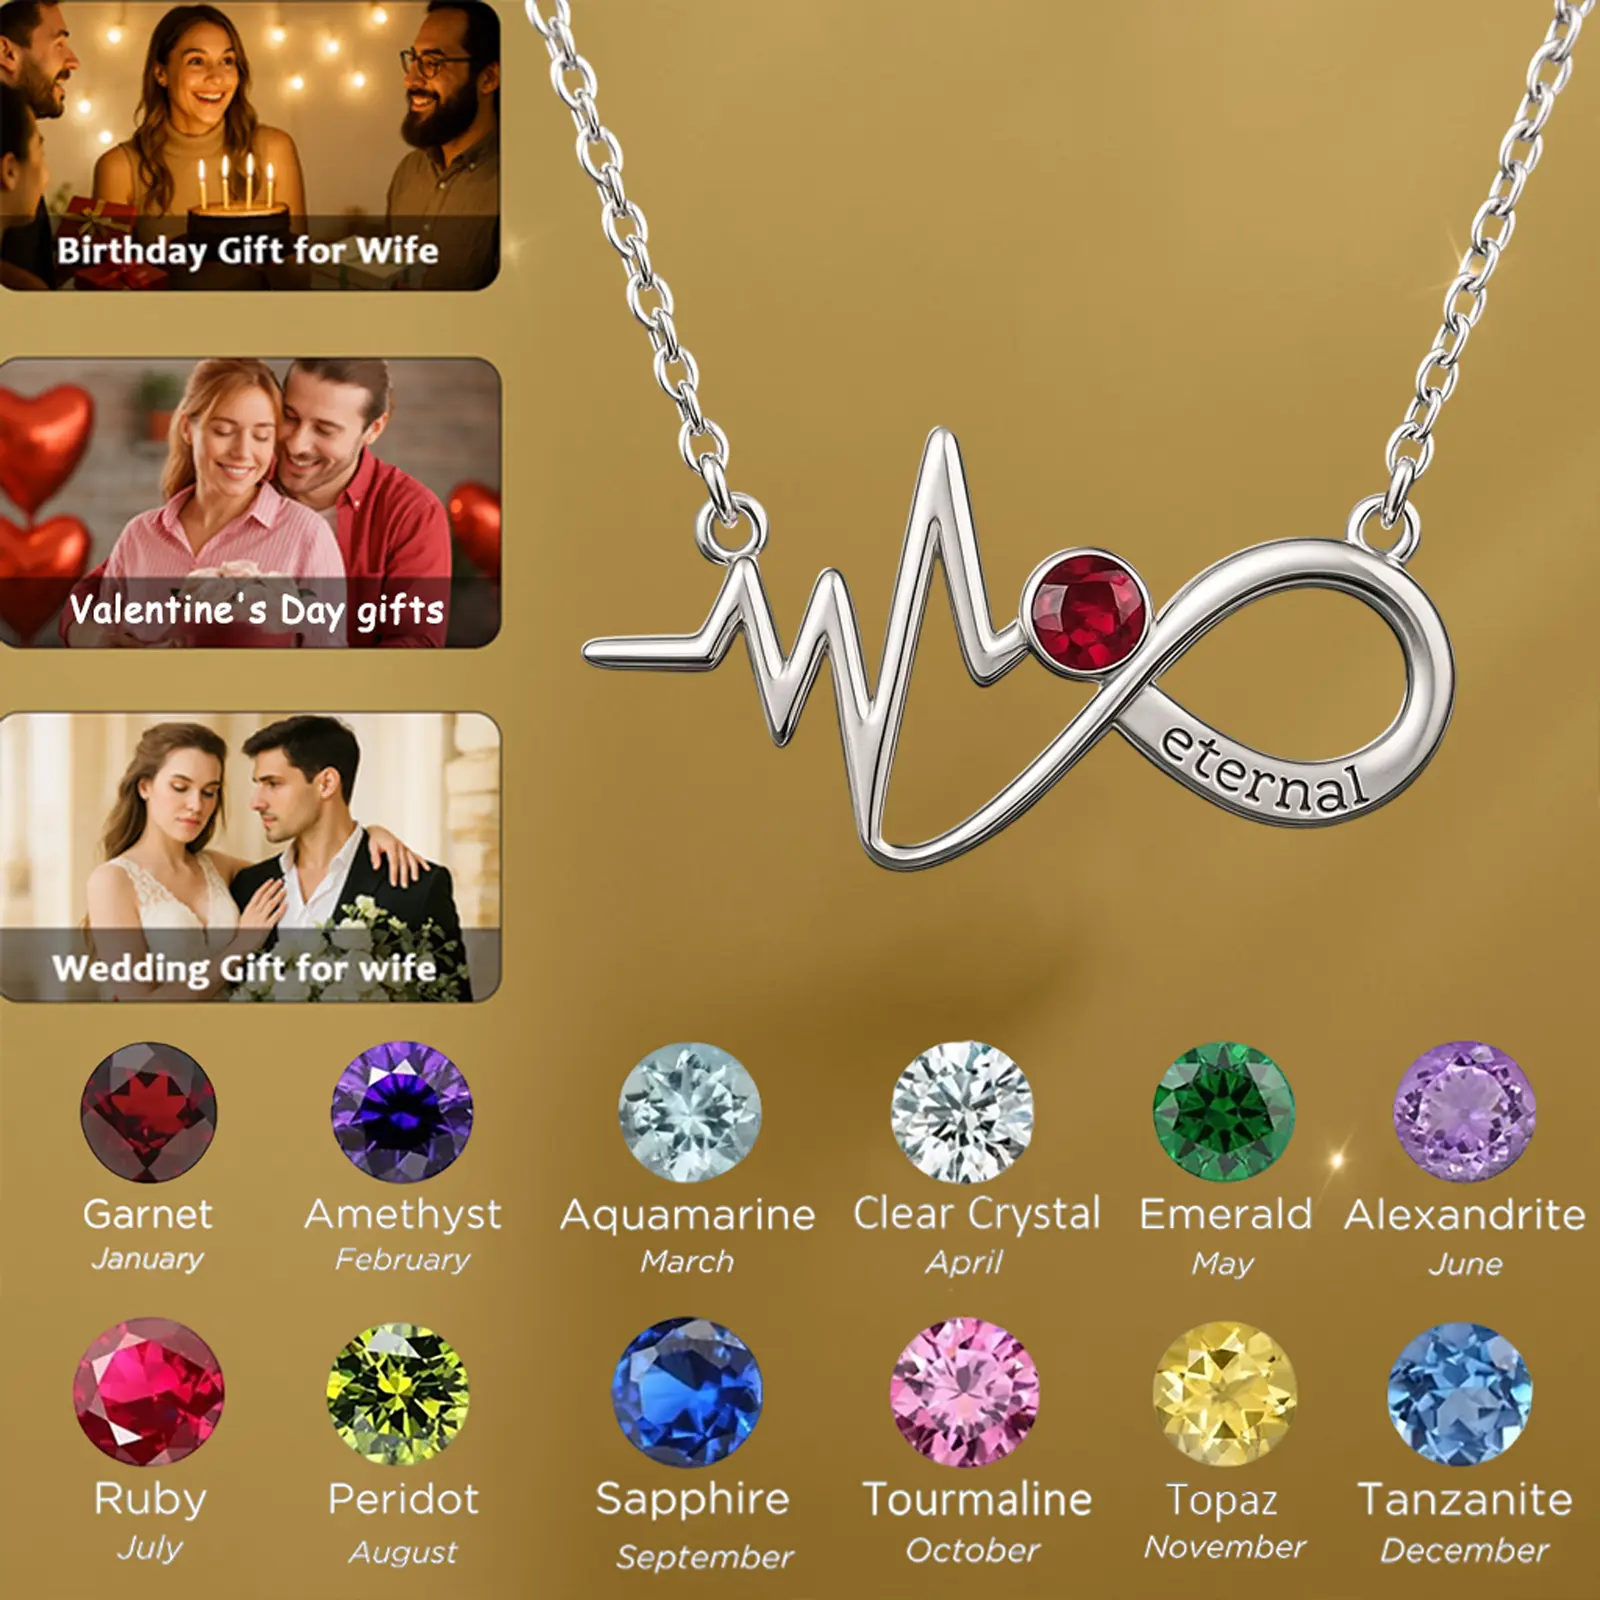 Birthday Gift for Wife
Valentine's Day gifts
Wedding Gift for wife
eternal
Garnet
January
Amethyst
February
Aquamarine
March
Clear Crystal
April
Emerald
May
Alexandrite
June
Ruby
July
Peridot
August
Sapphire
September
Tourmaline
October
Topaz
November
Tanzanite
December